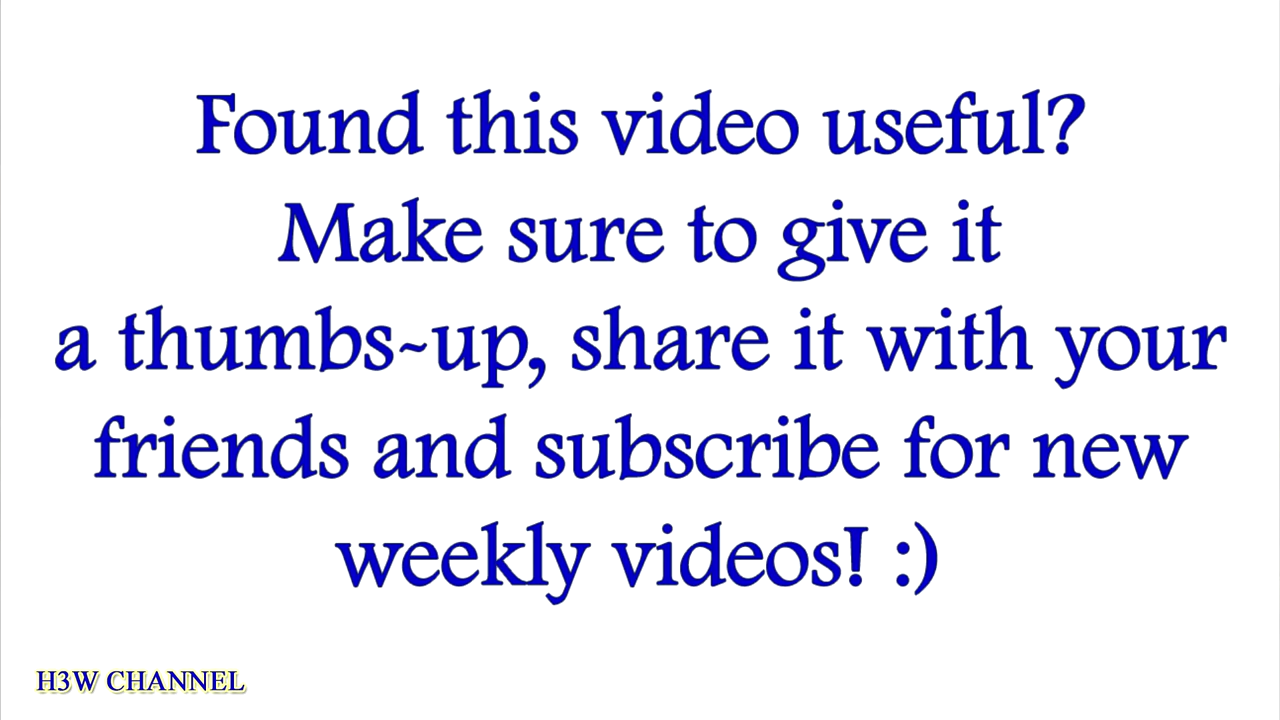 Found this video useful?
Make sure to give it
a thumbs-up, share it with your
friends and subscribe for new
weekly videos! :)
H3W CHANNEL